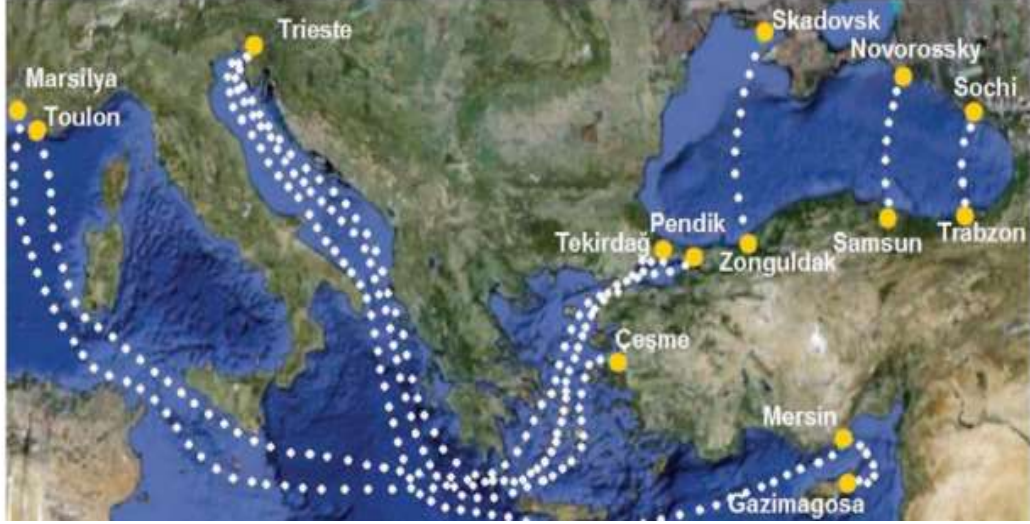 Trieste
Skadovsk
Novorossky
Marsilya
Sochi
Toulon
Pendik
Tekirdağ
Zonguldak
Samsun
Trabzon
Çeşme
Mersin
Gazimagosa